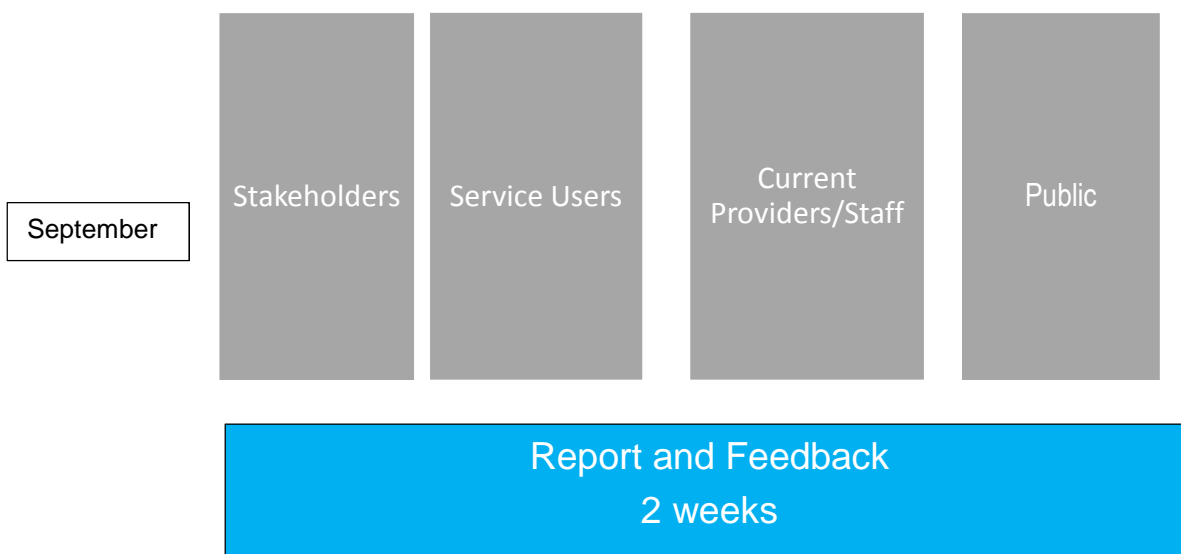 September
Stakeholders
Service Users
Current
Providers/Staff
Public
Report and Feedback
2 weeks